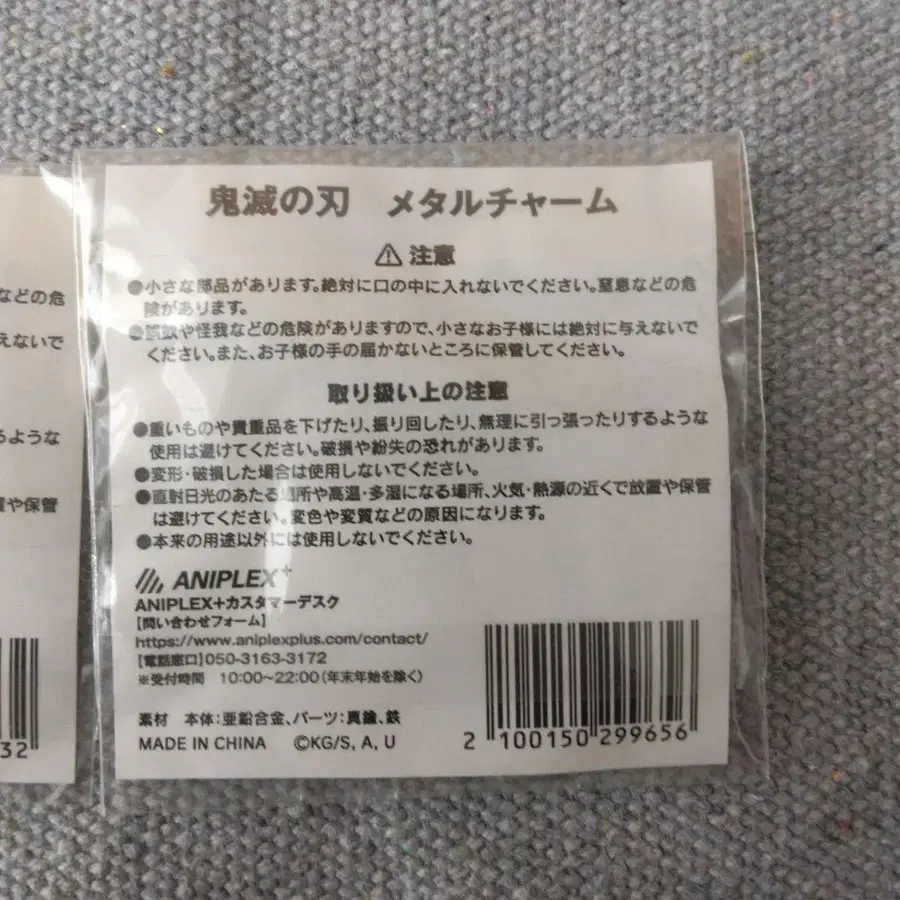 鬼滅の刃 メタルチャーム
⚠ 注意
●小さな部品があります。絶対に口の中に入れないでください。窒息などの危
険があります。
●誤飲や怪我などの危険がありますので、小さなお子様には絶対に与えないで
ください。また、お子様の手の届かないところに保管してください。
取り扱い上の注意
●重いものや貴重品を下げたり、振り回したり、無理に引っ張ったりするような
使用は避けてください。破損や紛失の恐れがあります。
●変形・破損した場合は使用しないでください。
●直射日光のあたる場所や高温・多湿になる場所、火気・熱源の近くで放置や保管
は避けてください。変色や変質などの原因になります。
●本来の用途以外には使用しないでください。
ANIPLEX+
ANIPLEX+カスタマーデスク
【問い合わせフォーム】
https://www.aniplexplus.com/contact/
【電話窓口】050-3163-3172
※受付時間 10:00~22:00(年末年始を除く)
素材 本体:亜鉛合金、パーツ:真鍮、鉄
MADE IN CHINA ©KG/S, A, U
2 100150 299656
などの危
えないで
るような
置や保管
32